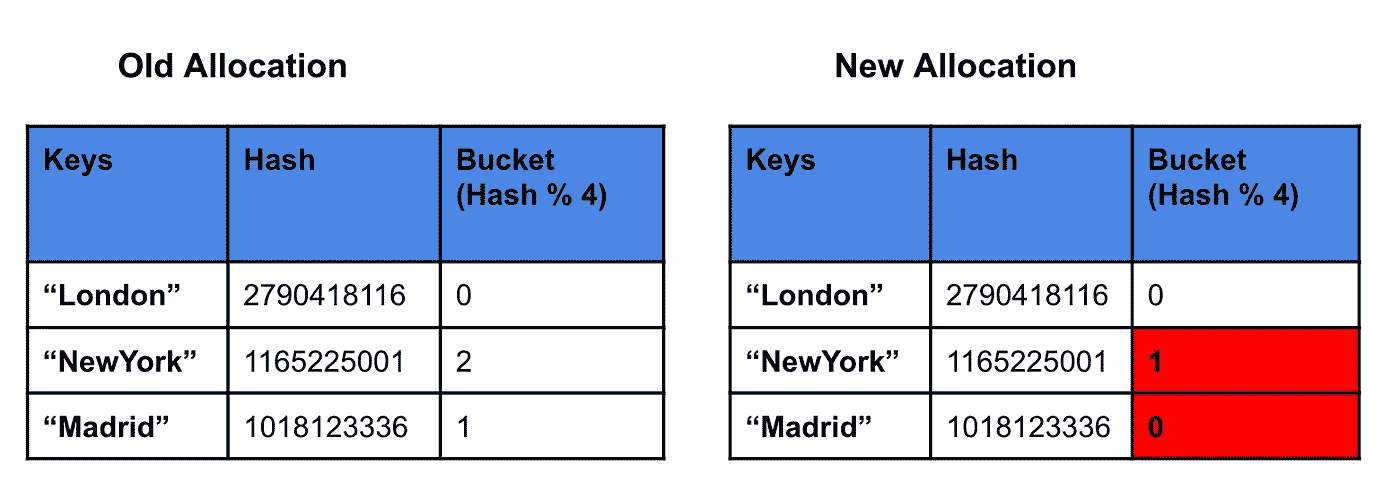 Old Allocation
Keys Hash Bucket
(Hash % 4)
“London” 2790418116 0
“NewYork” 1165225001 2
“Madrid” 1018123336 1
New Allocation
Keys Hash Bucket
(Hash % 4)
“London” 2790418116 0
“NewYork” 1165225001 1
“Madrid” 1018123336 0